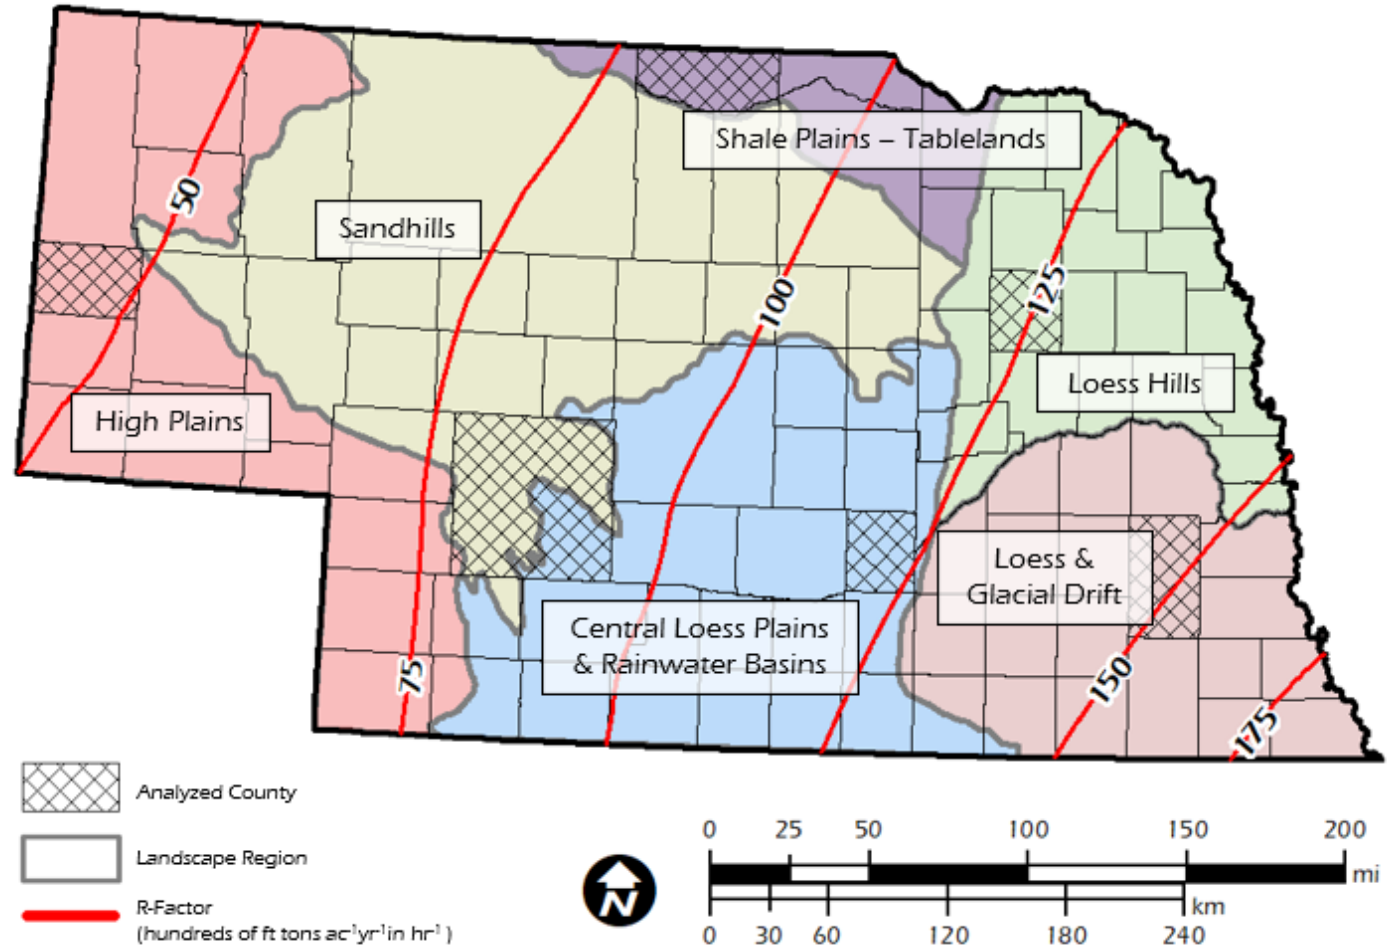 Shale Plains – Tablelands
50
Sandhills
100
125
Loess Hills
High Plains
Loess &
Glacial Drift
Central Loess Plains
& Rainwater Basins
75
150
175
Analyzed County
Landscape Region
R-Factor
(hundreds of ft tons ac⁻¹yr⁻¹in hr⁻¹ )
N
0 25 50 100 150 200
mi
km
0 30 60 120 180 240